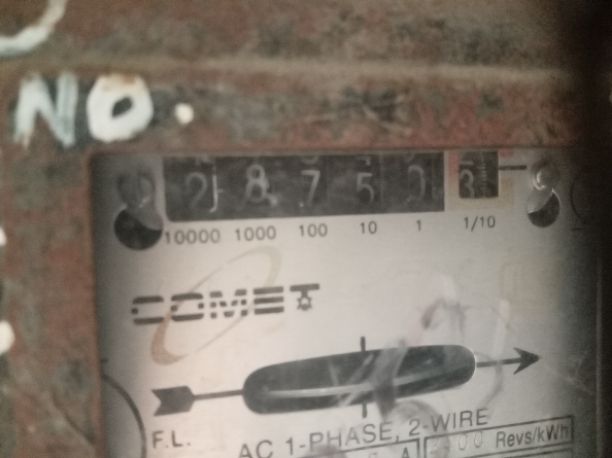 NO.
2 8 7 5 0 3
10000 1000 100 10 1 1/10
COMET
F.L.
AC 1-PHASE, 2-WIRE
Revs/kWh